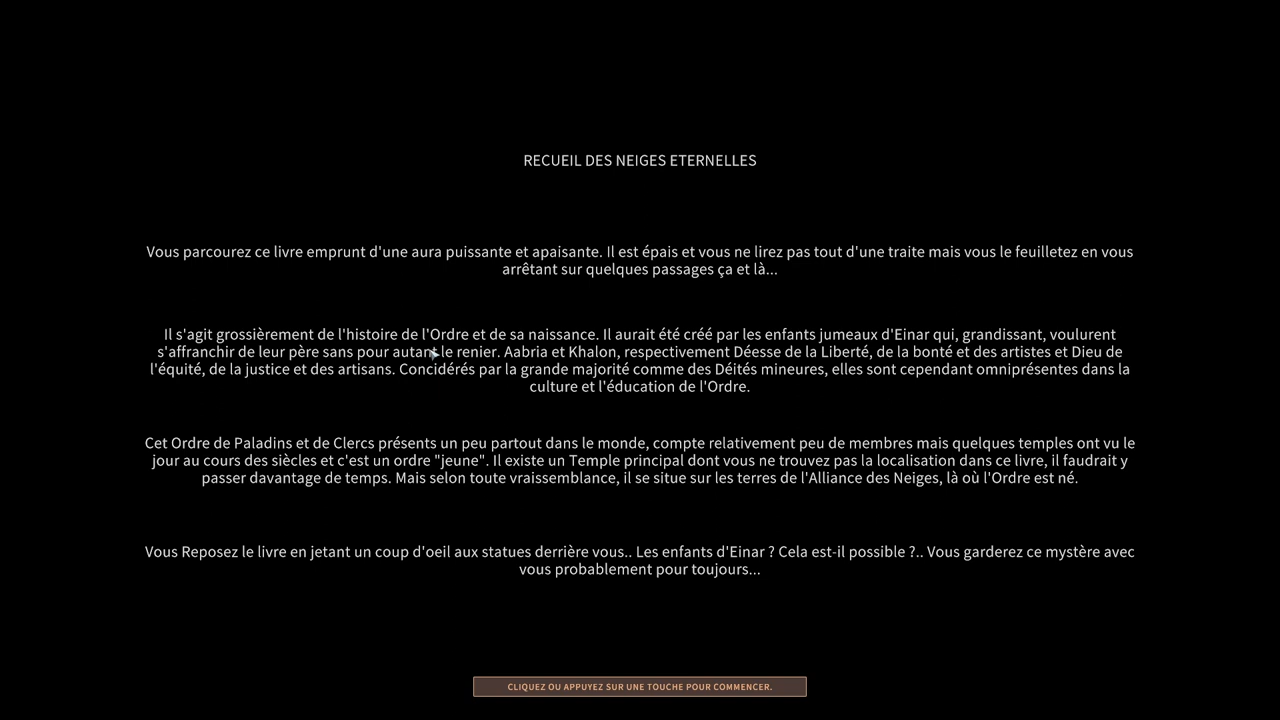 RECUEIL DES NEIGES ETERNELLES
Vous parcourez ce livre emprunt d'une aura puissante et apaisante. Il est épais et vous ne lirez pas tout d'une traite mais vous le feuilletez en vous
arrêtant sur quelques passages ça et là...
Il s'agit grossièrement de l'histoire de l'Ordre et de sa naissance. Il aurait été créé par les enfants jumeaux d'Einar qui, grandissant, voulurent
s'affranchir de leur père sans pour autant le renier. Aabria et Khalon, respectivement Déesse de la Liberté, de la bonté et des artistes et Dieu de
l'équité, de la justice et des artisans. Concidérés par la grande majorité comme des Déités mineures, elles sont cependant omniprésentes dans la
culture et l'éducation de l'Ordre.
Cet Ordre de Paladins et de Clercs présents un peu partout dans le monde, compte relativement peu de membres mais quelques temples ont vu le
jour au cours des siècles et c'est un ordre "jeune". Il existe un Temple principal dont vous ne trouvez pas la localisation dans ce livre, il faudrait y
passer davantage de temps. Mais selon toute vraissemblance, il se situe sur les terres de l'Alliance des Neiges, là où l'Ordre est né.
Vous Reposez le livre en jetant un coup d'oeil aux statues derrière vous.. Les enfants d'Einar ? Cela est-il possible ?.. Vous garderez ce mystère avec
vous probablement pour toujours...
CLIQUEZ OU APPUYEZ SUR UNE TOUCHE POUR COMMENCER.